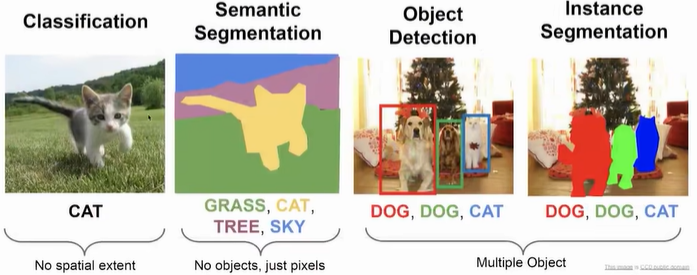 Classification
Semantic
Segmentation
Object
Detection
Instance
Segmentation
CAT
GRASS, CAT,
TREE, SKY
DOG, DOG, CAT
DOG, DOG, CAT
No spatial extent
No objects, just pixels
Multiple Object
This image is CC0 public domain